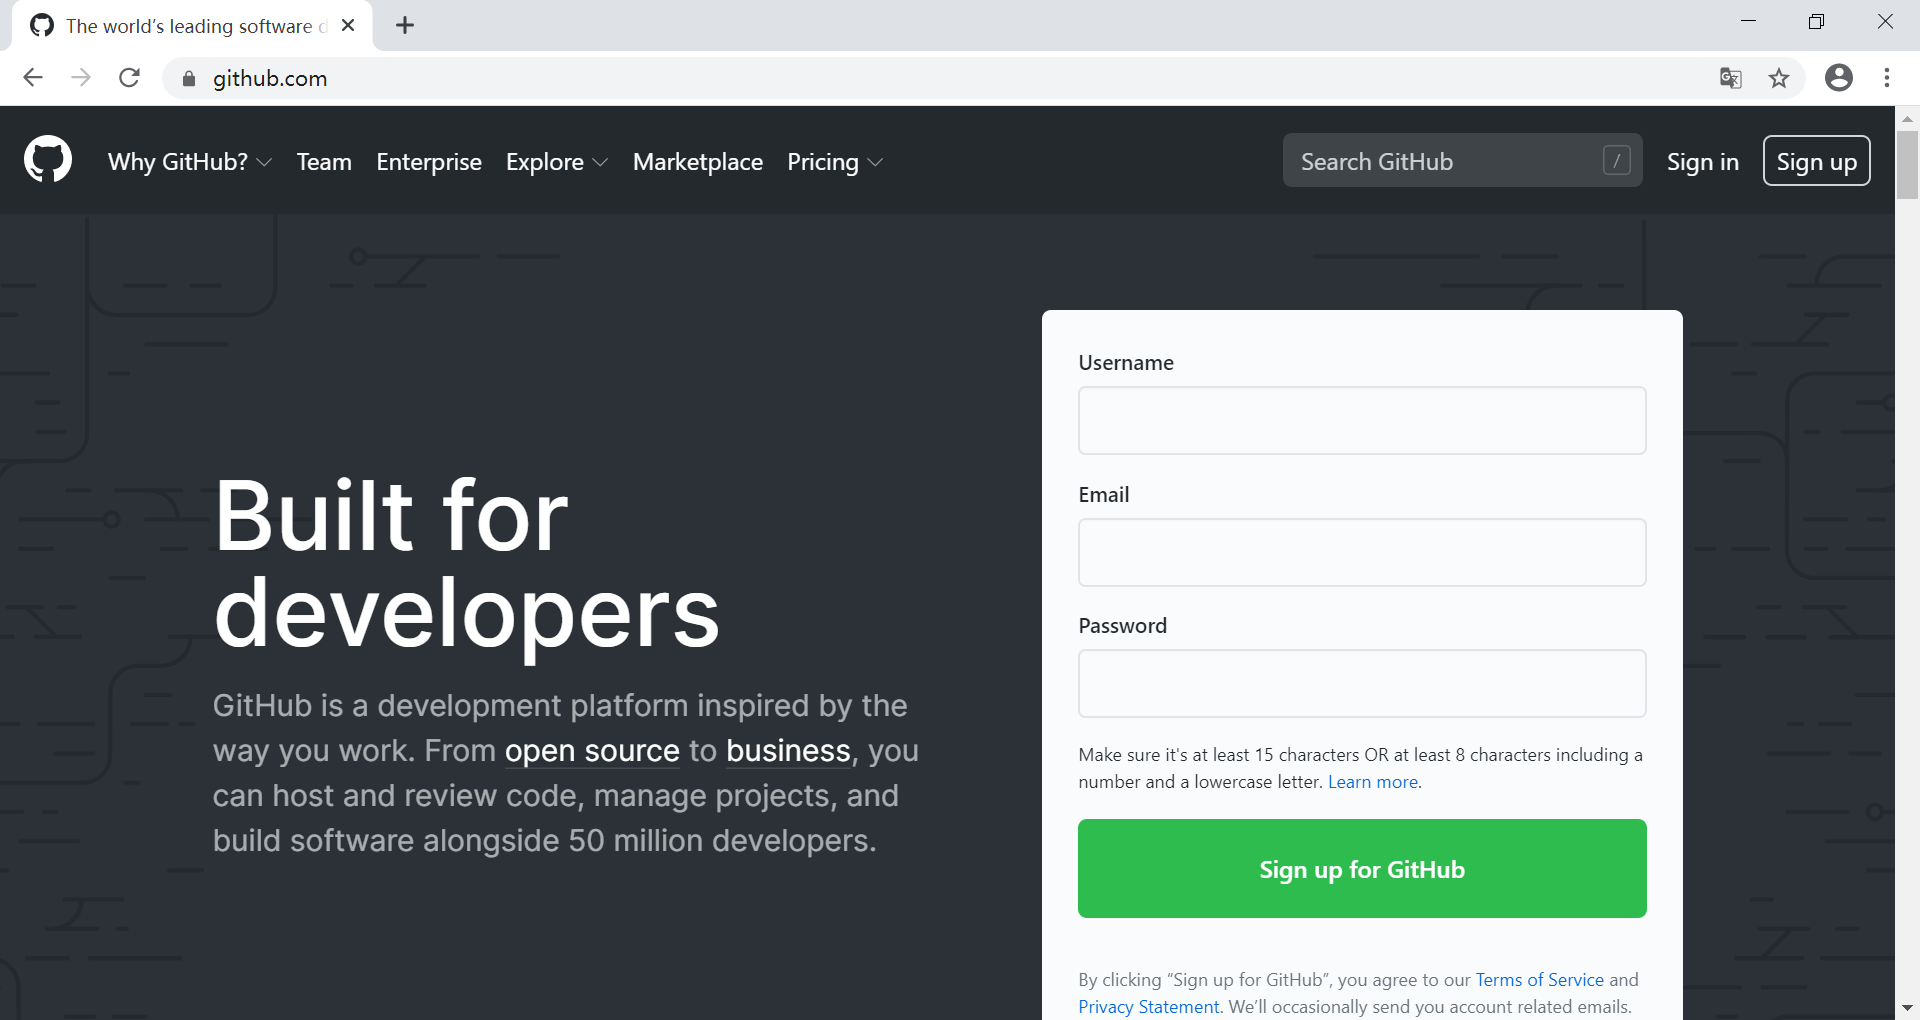 The world's leading software d
github.com
Why GitHub? Team Enterprise Explore Marketplace Pricing Search GitHub / Sign in Sign up
Built for
developers
GitHub is a development platform inspired by the
way you work. From open source to business, you
can host and review code, manage projects, and
build software alongside 50 million developers.
Username
Email
Password
Make sure it's at least 15 characters OR at least 8 characters including a
number and a lowercase letter. Learn more.
Sign up for GitHub
By clicking “Sign up for GitHub”, you agree to our Terms of Service and
Privacy Statement. We’ll occasionally send you account related emails.